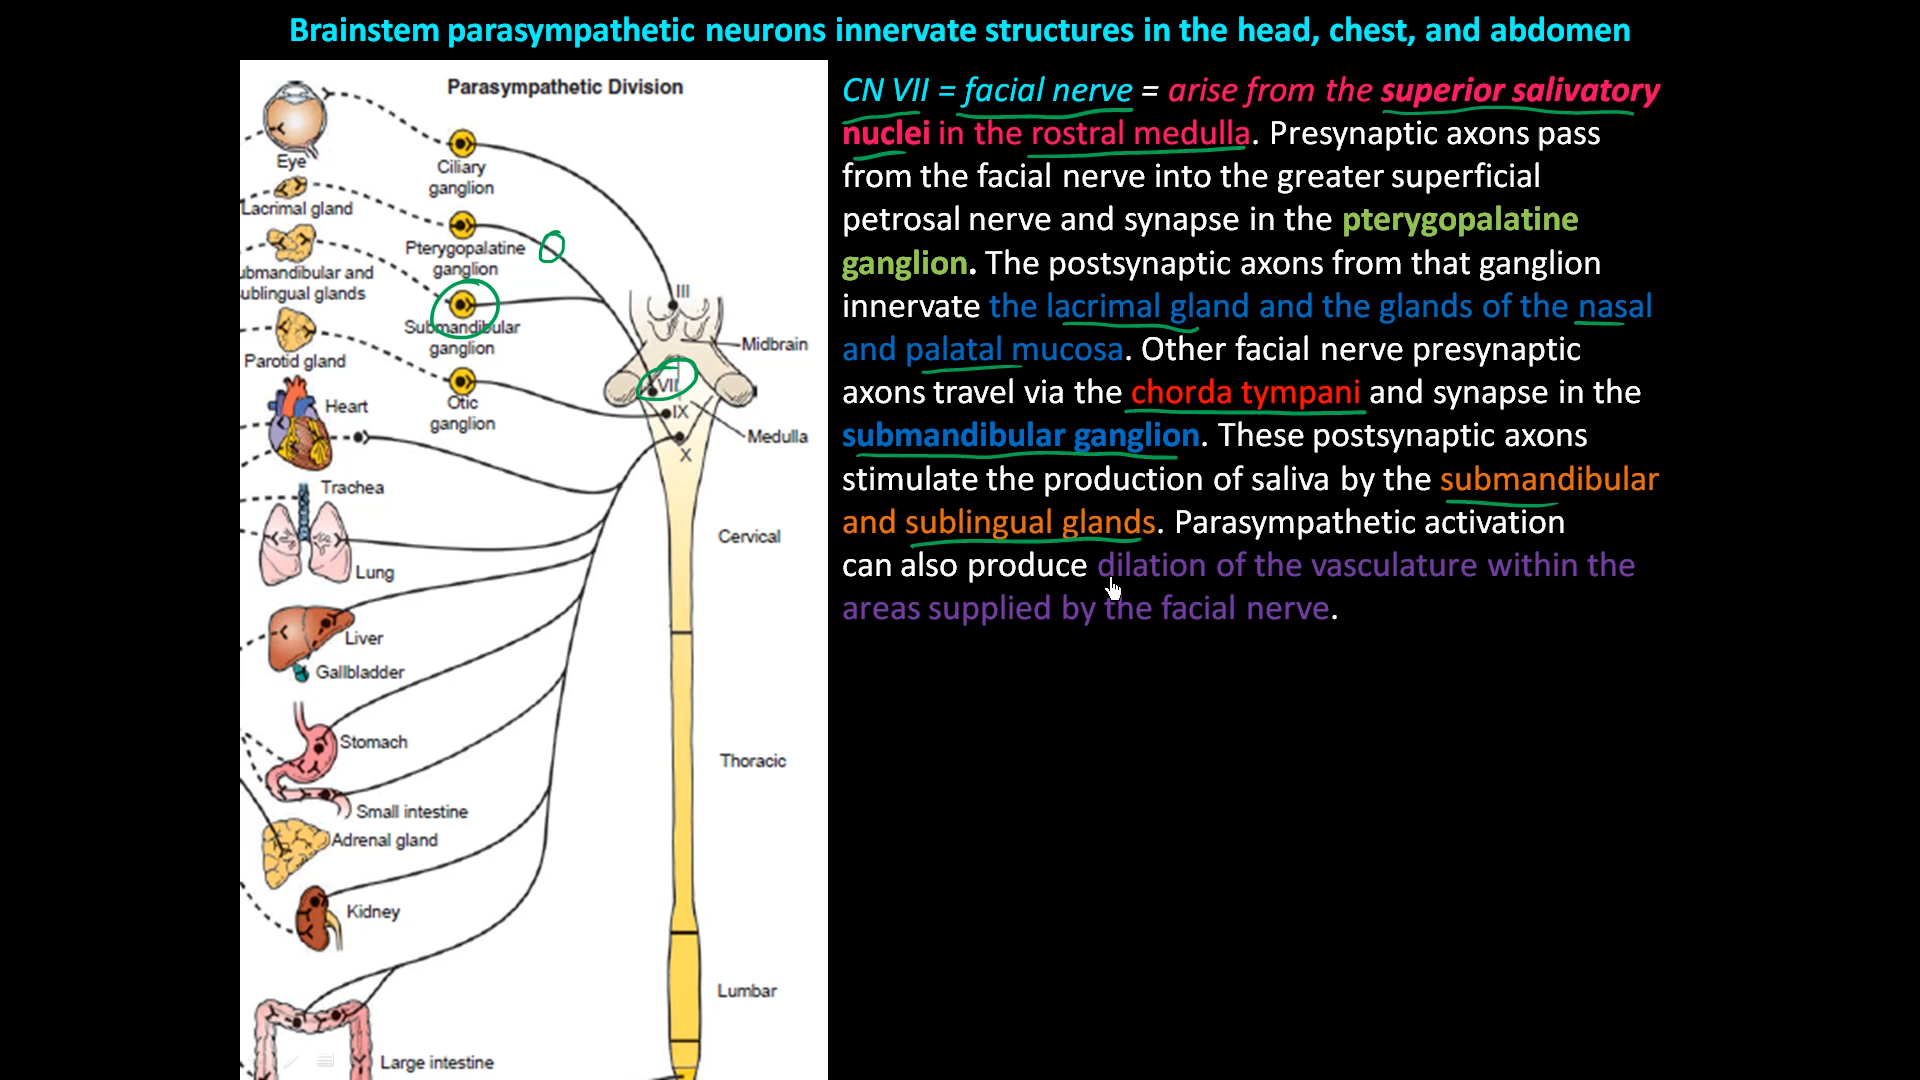 Brainstem parasympathetic neurons innervate structures in the head, chest, and abdomen
Parasympathetic Division
Eye
Ciliary
ganglion
Lacrimal gland
Pterygopalatine
ganglion
ubmandibular and
ublingual glands
Submandibular
ganglion
Parotid gland
Otic
ganglion
Heart
Trachea
Lung
Liver
Gallbladder
Stomach
Small intestine
Adrenal gland
Kidney
Large intestine
III
Midbrain
VII
IX
Medulla
X
Cervical
Thoracic
Lumbar
CN VII = facial nerve = arise from the superior salivatory
nuclei in the rostral medulla. Presynaptic axons pass
from the facial nerve into the greater superficial
petrosal nerve and synapse in the pterygopalatine
ganglion. The postsynaptic axons from that ganglion
innervate the lacrimal gland and the glands of the nasal
and palatal mucosa. Other facial nerve presynaptic
axons travel via the chorda tympani and synapse in the
submandibular ganglion. These postsynaptic axons
stimulate the production of saliva by the submandibular
and sublingual glands. Parasympathetic activation
can also produce dilation of the vasculature within the
areas supplied by the facial nerve.